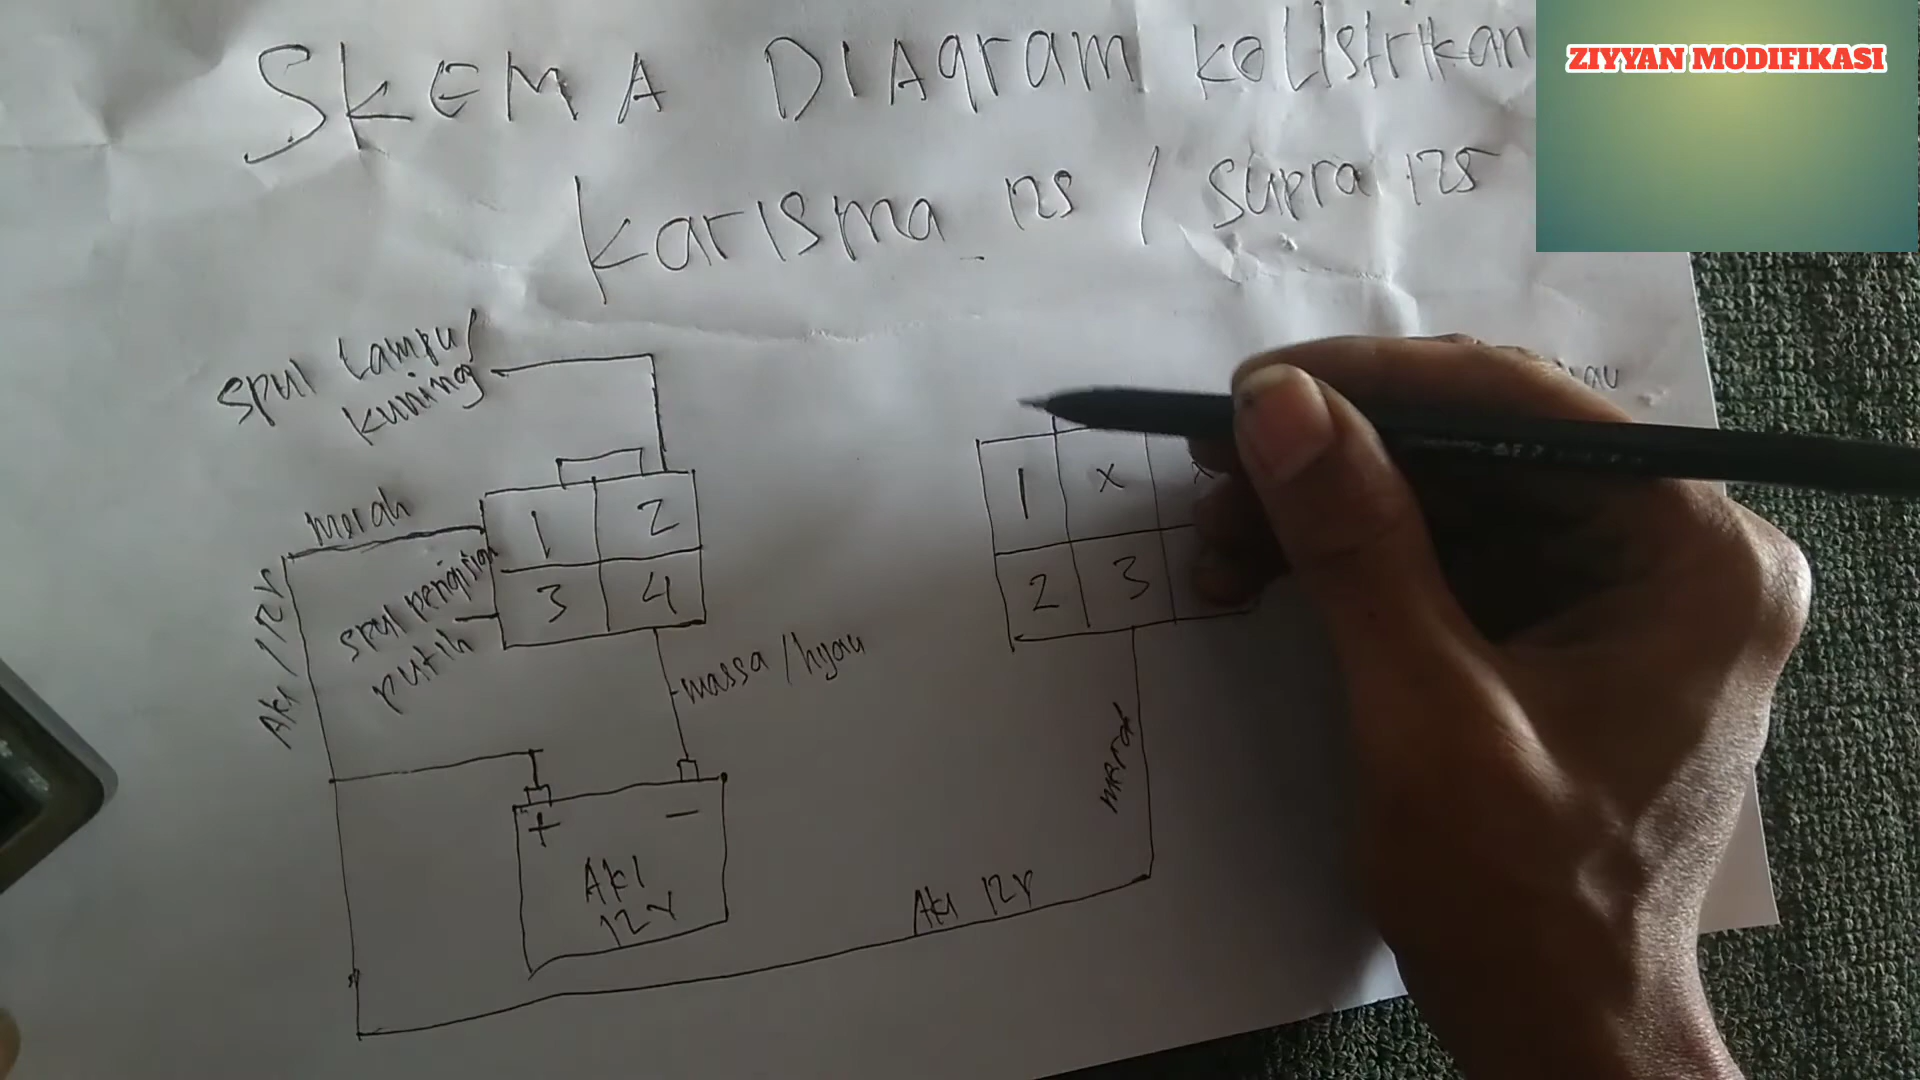 ZIYYAN MODIFIKASI
SKEMA DIAgram kelistrikan
karisma 125 / supra 125
spul lampu/
kuning
merah
1 2
3 4
spul pengisian
putih
Aki / 12V
massa / hijau
+ -
AKI
12V
1 x x
2 3
Aki 12V